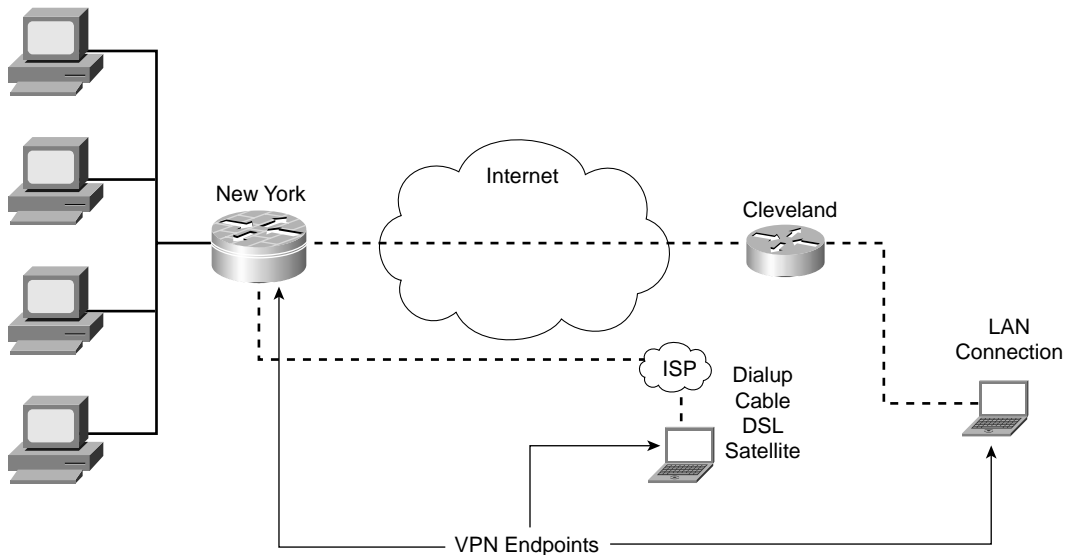 Internet
New York
Cleveland
LAN
Connection
ISP
Dialup
Cable
DSL
Satellite
VPN Endpoints